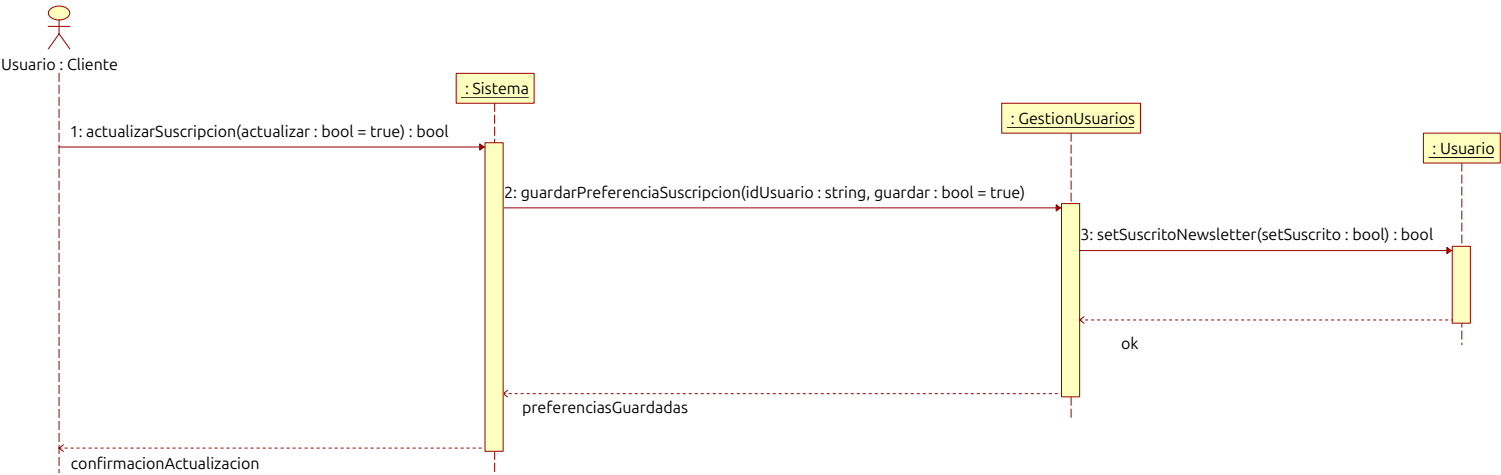 Usuario : Cliente
: Sistema
: GestionUsuarios
: Usuario
1: actualizarSuscripcion(actualizar : bool = true) : bool
2: guardarPreferenciaSuscripcion(idUsuario : string, guardar : bool = true)
3: setSuscritoNewsletter(setSuscrito : bool) : bool
ok
preferenciasGuardadas
confirmacionActualizacion